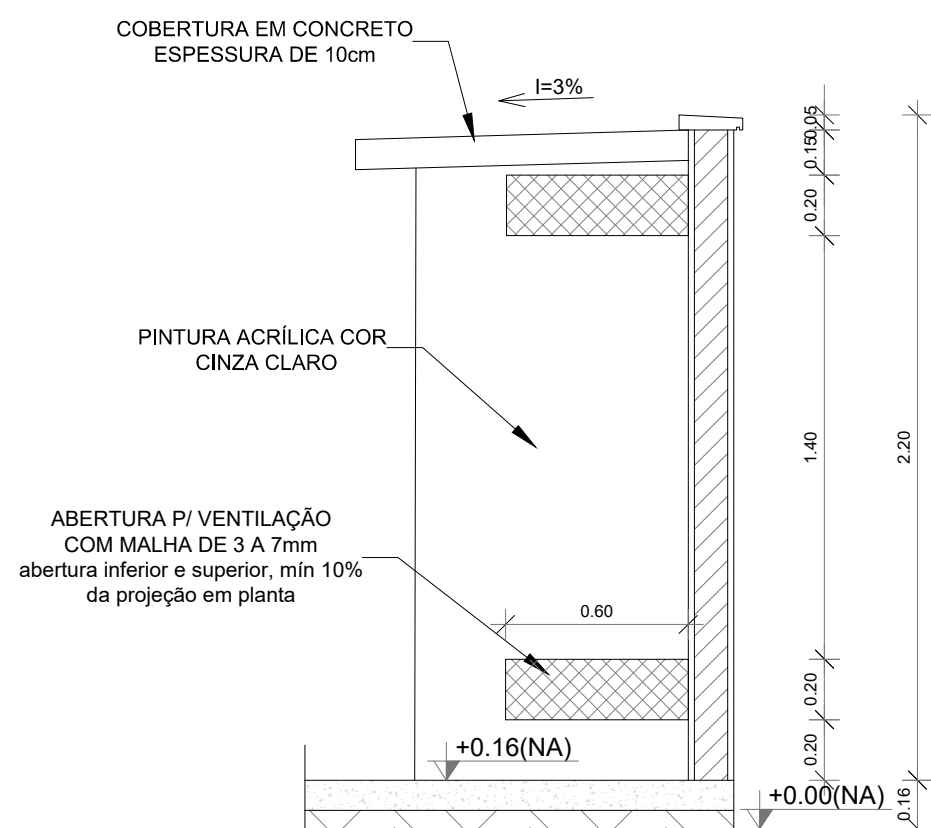 COBERTURA EM CONCRETO
ESPESSURA DE 10cm
I=3%
0.05
0.15
0.20
PINTURA ACRÍLICA COR
CINZA CLARO
1.40
2.20
ABERTURA P/ VENTILAÇÃO
COM MALHA DE 3 A 7mm
abertura inferior e superior, mín 10%
da projeção em planta
0.60
0.20
0.20
+0.16(NA)
+0.00(NA)
0.16